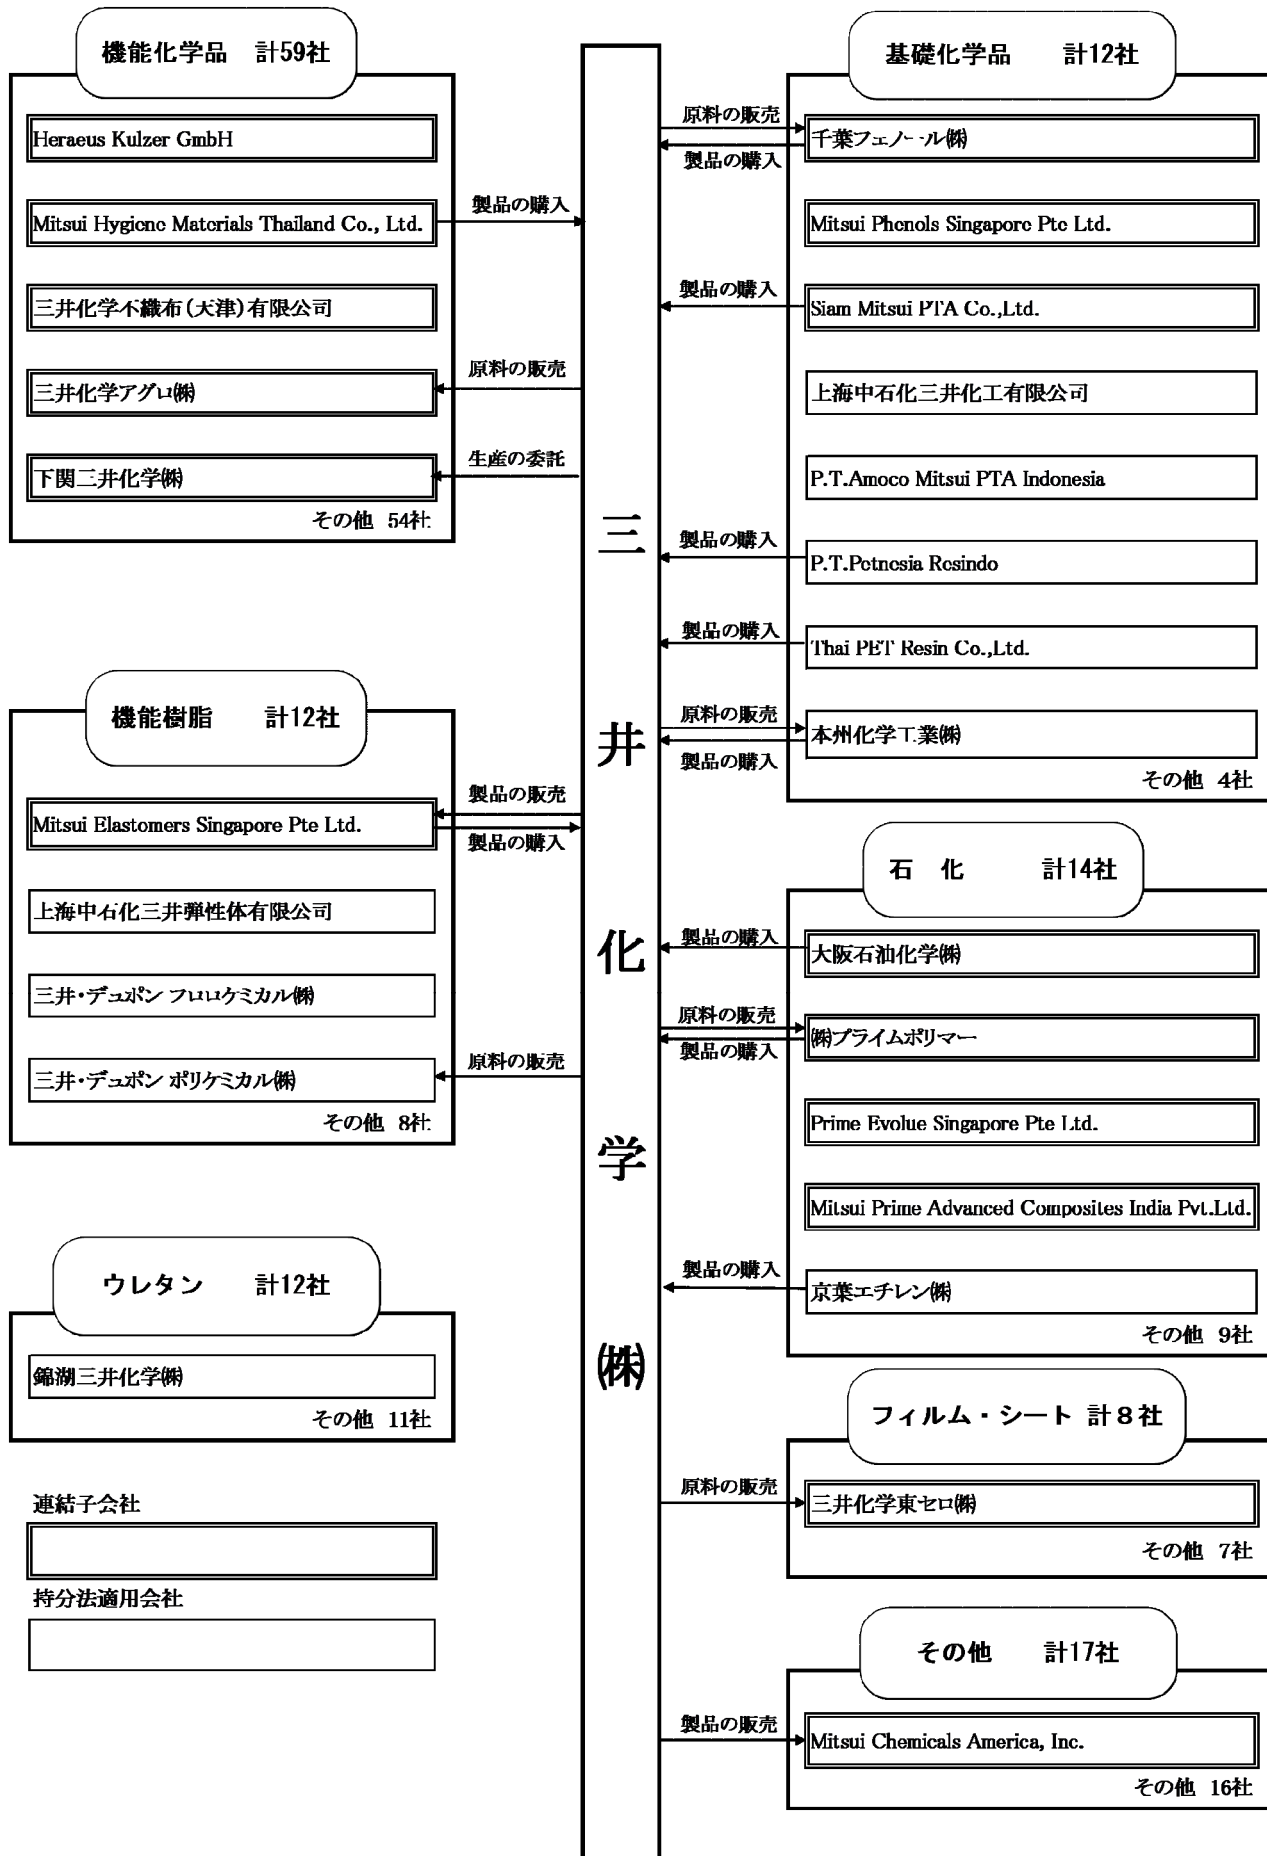 機能化学品 計59社
Heraeus Kulzer GmbH
Mitsui Hygiene Materials Thailand Co., Ltd.
製品の購入
三井化学不織布(天津)有限公司
三井化学アグロ㈱
原料の販売
下関三井化学㈱
生産の委託
その他 54社
機能樹脂 計12社
Mitsui Elastomers Singapore Pte Ltd.
製品の販売
製品の購入
上海中石化三井弾性体有限公司
三井・デュポン フロロケミカル㈱
三井・デュポン ポリケミカル㈱
原料の販売
その他 8社
ウレタン 計12社
錦湖三井化学㈱
その他 11社
連結子会社
持分法適用会社
三井化学㈱
基礎化学品 計12社
原料の販売
製品の購入
千葉フェノール㈱
Mitsui Phenols Singapore Pte Ltd.
製品の購入
Siam Mitsui PTA Co.,Ltd.
上海中石化三井化工有限公司
P.T.Amoco Mitsui PTA Indonesia
製品の購入
P.T.Petnesia Resindo
製品の購入
Thai PET Resin Co.,Ltd.
原料の販売
製品の購入
本州化学工業㈱
その他 4社
石 化 計14社
製品の購入
大阪石油化学㈱
原料の販売
製品の購入
㈱プライムポリマー
Prime Evolue Singapore Pte Ltd.
Mitsui Prime Advanced Composites India Pvt.Ltd.
製品の購入
京葉エチレン㈱
その他 9社
フィルム・シート 計8社
原料の販売
三井化学東セロ㈱
その他 7社
その他 計17社
製品の販売
Mitsui Chemicals America, Inc.
その他 16社